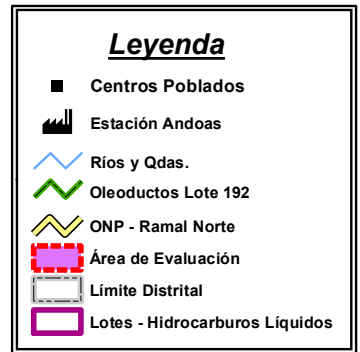 Leyenda
Centros Poblados
Estación Andoas
Ríos y Qdas.
Oleoductos Lote 192
ONP - Ramal Norte
Área de Evaluación
Límite Distrital
Lotes - Hidrocarburos Líquidos